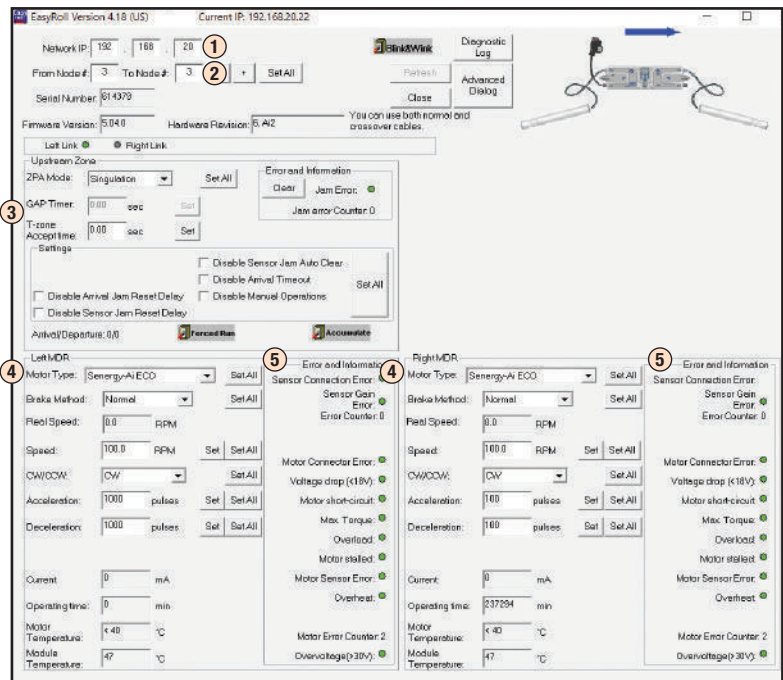 EasyRoll Version 4.18 (US) Current IP: 192.168.20.22
Network IP: 192 . 168 . 20 1
Blink&Wink
Diagnostic Log
From Node #: 3 To Node #: 3 2 + Set All
Refresh
Advanced Dialog
Serial Number: 614379
Close
Firmware Version: 5.04.0 Hardware Revision: 6, Ai2
You can use both normal and crossover cables.
Left Link Right Link
Upstream Zone
ZPA Mode: Singulation Set All
Error and Information
Clear Jam Error:
Jam error Counter: 0
3
GAP Timer: 0.00 sec Set
T-zone Accept time: 0.00 sec Set
Settings
Disable Sensor Jam Auto Clear
Disable Arrival Timeout
Set All
Disable Arrival Jam Reset Delay Disable Manual Operations
Disable Sensor Jam Reset Delay
Arrival/Departure: 0/0 Forced Run Accumulate
Left MDR
4
Motor Type: Senergy-Ai ECO Set All
Brake Method: Normal Set All
Real Speed: 0.0 RPM
Speed: 100.0 RPM Set Set All
CW/CCW: CW Set All
Acceleration: 1000 pulses Set Set All
Deceleration: 1000 pulses Set Set All
Current 0 mA
Operating time: 0 min
Motor Temperature: < 40 °C
Module Temperature: 47 °C
5
Error and Information
Sensor Connection Error:
Sensor Gain Error:
Error Counter: 0
Motor Connector Error:
Voltage drop (<18V):
Motor short-circuit:
Max. Torque:
Overload:
Motor stalled:
Motor Sensor Error:
Overheat:
Motor Error Counter: 2
Overvoltage(>30V):
Right MDR
4
Motor Type: Senergy-Ai ECO Set All
Brake Method: Normal Set All
Real Speed: 0.0 RPM
Speed: 100.0 RPM Set Set All
CW/CCW: CW Set All
Acceleration: 100 pulses Set Set All
Deceleration: 100 pulses Set Set All
Current 0 mA
Operating time: 237294 min
Motor Temperature: < 40 °C
Module Temperature: 47 °C
5
Error and Information
Sensor Connection Error:
Sensor Gain Error:
Error Counter: 0
Motor Connector Error:
Voltage drop (<18V):
Motor short-circuit
Max. Torque:
Overload:
Motor stalled:
Motor Sensor Error:
Overheat
Motor Error Counter: 2
Overvoltage(>30V):